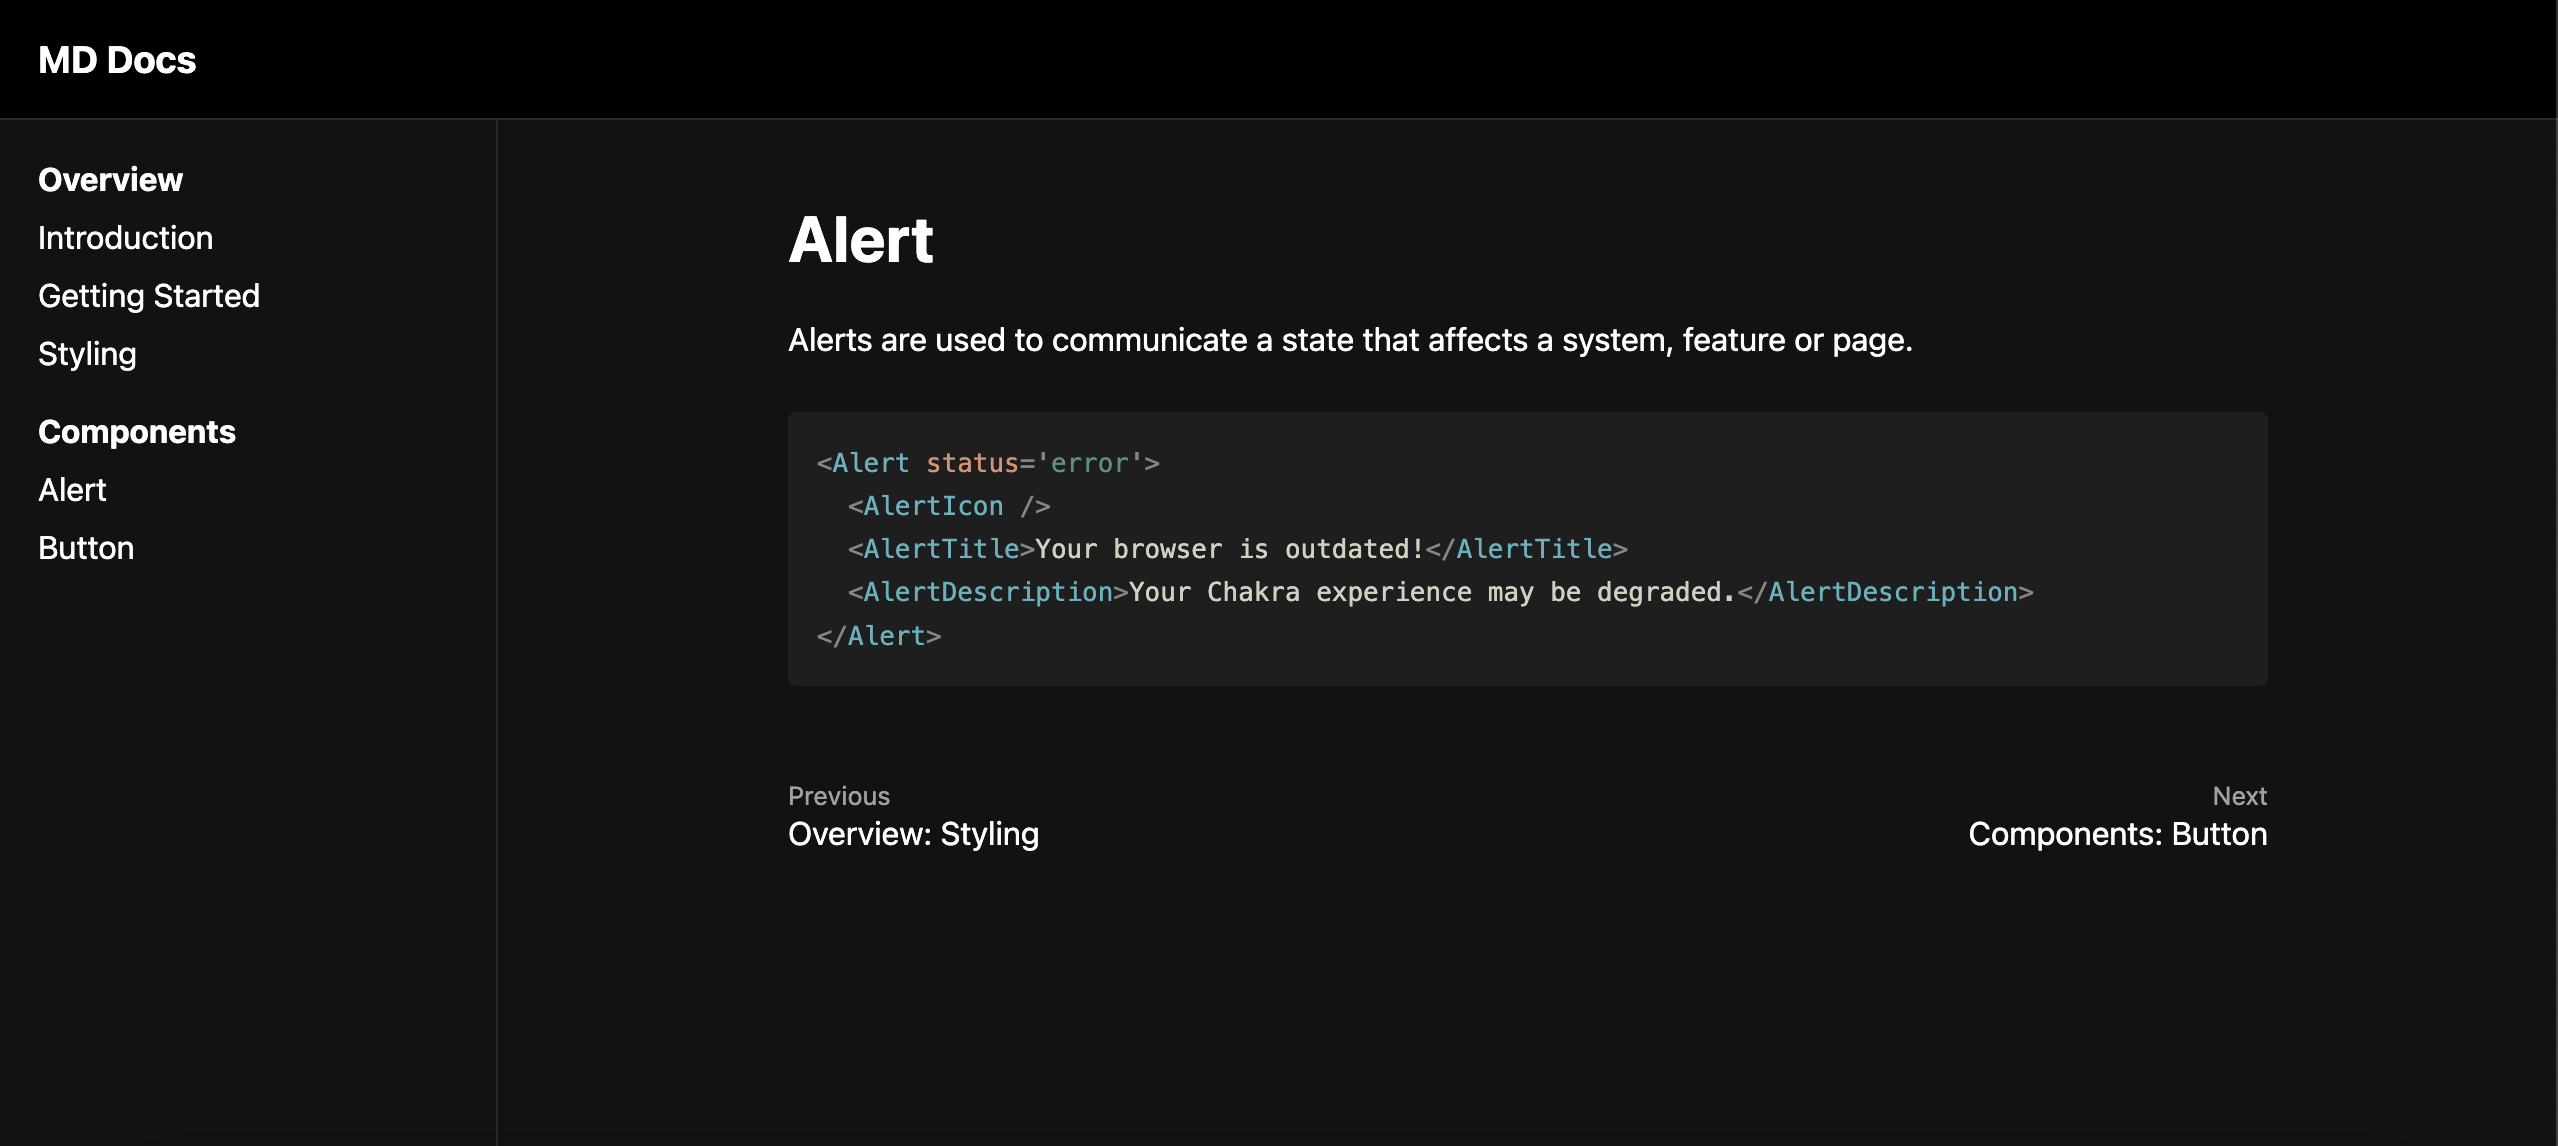 MD Docs
Overview
Introduction
Getting Started
Styling
Components
Alert
Button
Alert
Alerts are used to communicate a state that affects a system, feature or page.
<Alert status='error'>
  <AlertIcon />
  <AlertTitle>Your browser is outdated!</AlertTitle>
  <AlertDescription>Your Chakra experience may be degraded.</AlertDescription>
</Alert>
Previous
Overview: Styling
Next
Components: Button